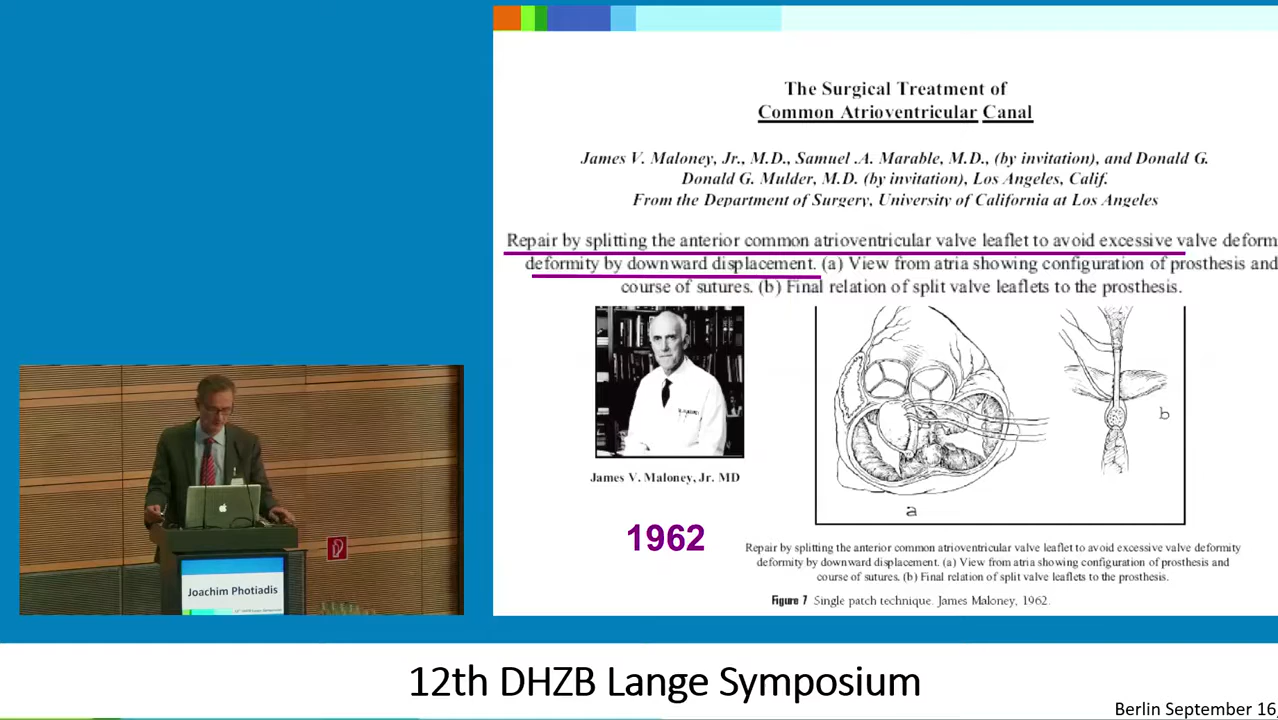 The Surgical Treatment of
Common Atrioventricular Canal
James V. Maloney, Jr., M.D., Samuel .A. Marable, M.D., (by invitation), and Donald G.
Donald G. Mulder, M.D. (by invitation), Los Angeles, Calif.
From the Department of Surgery, University of California at Los Angeles
Repair by splitting the anterior common atrioventricular valve leaflet to avoid excessive valve deform
deformity by downward displacement. (a) View from atria showing configuration of prosthesis and
course of sutures. (b) Final relation of split valve leaflets to the prosthesis.
b
a
James V. Maloney, Jr. MD
1962
Repair by splitting the anterior common atrioventricular valve leaflet to avoid excessive valve deformity
deformity by downward displacement. (a) View from atria showing configuration of prosthesis and
course of sutures. (b) Final relation of split valve leaflets to the prosthesis.
Figure 7 Single patch technique. James Maloney, 1962.
Joachim Photiadis
12th DHZB Lange Symposium
12th DHZB Lange Symposium
Berlin September 16,